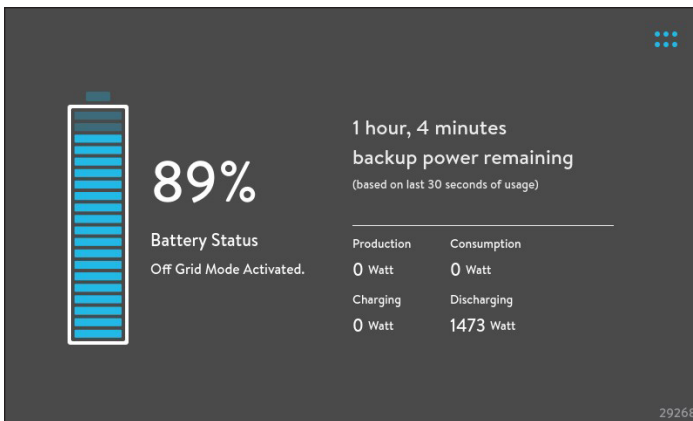 1 hour, 4 minutes
backup power remaining
(based on last 30 seconds of usage)
89%
Battery Status
Off Grid Mode Activated.
Production Consumption
0 Watt 0 Watt
Charging Discharging
0 Watt 1473 Watt
29268